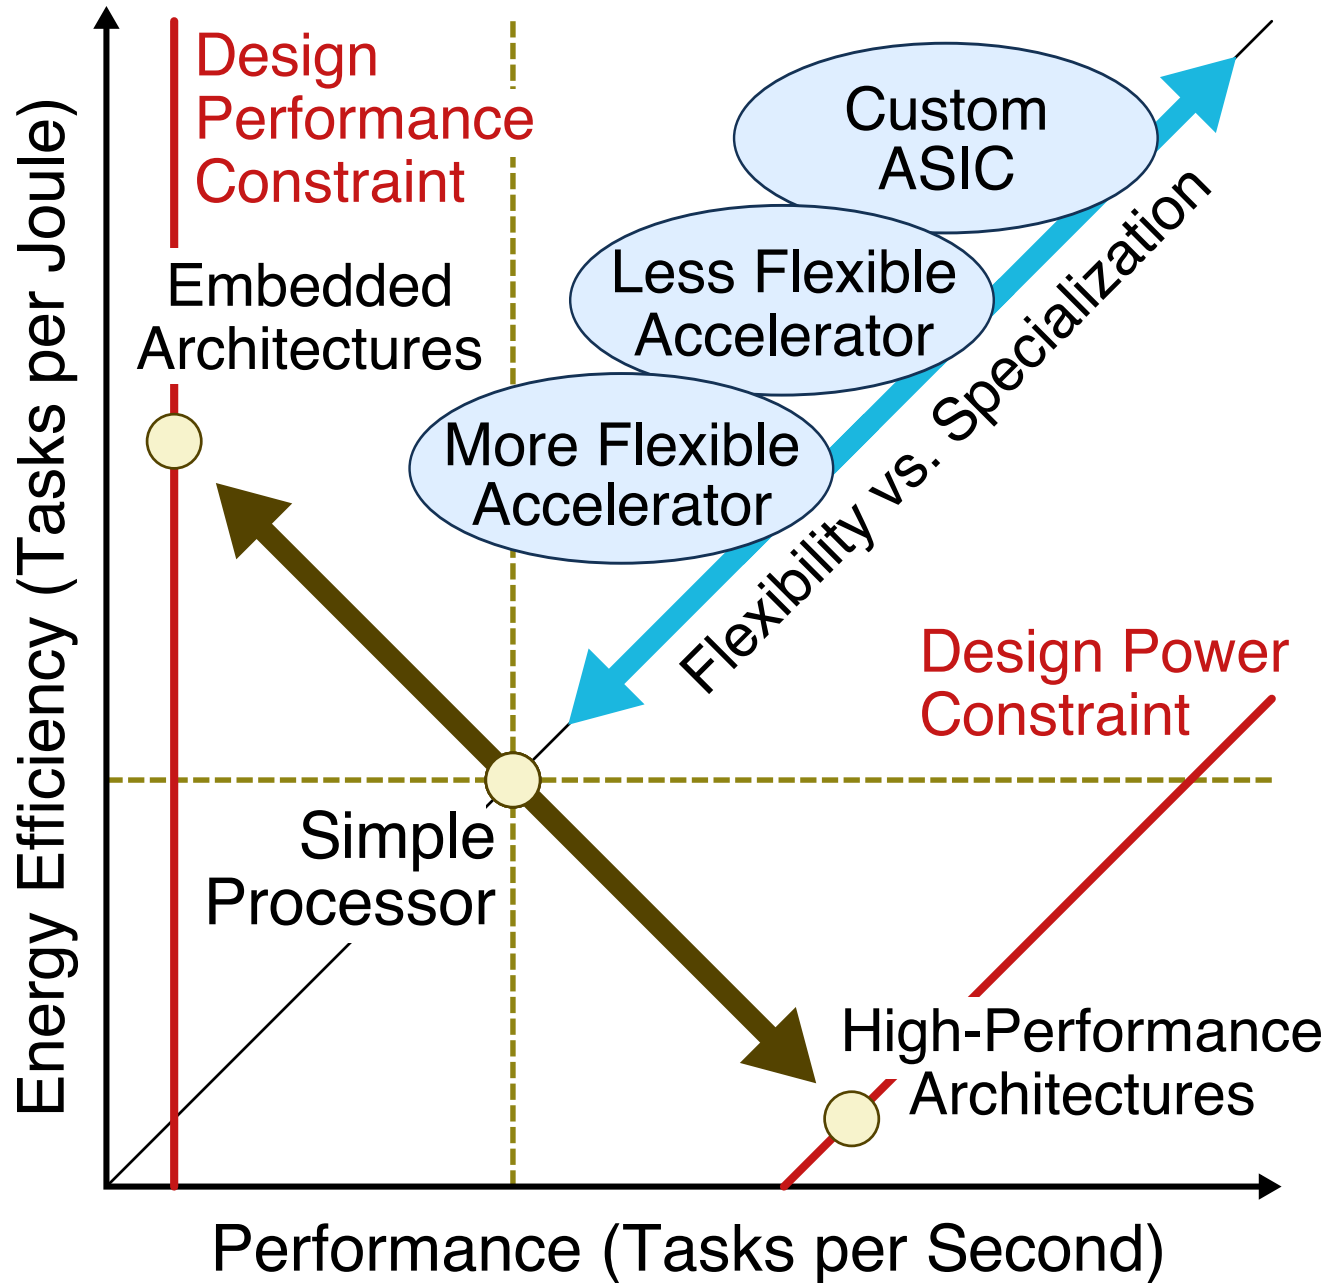 Design
Performance
Constraint
Custom
ASIC
Embedded
Architectures
Less Flexible
Accelerator
More Flexible
Accelerator
Flexibility vs. Specialization
Design Power
Constraint
Simple
Processor
High-Performance
Architectures
Energy Efficiency (Tasks per Joule)
Performance (Tasks per Second)